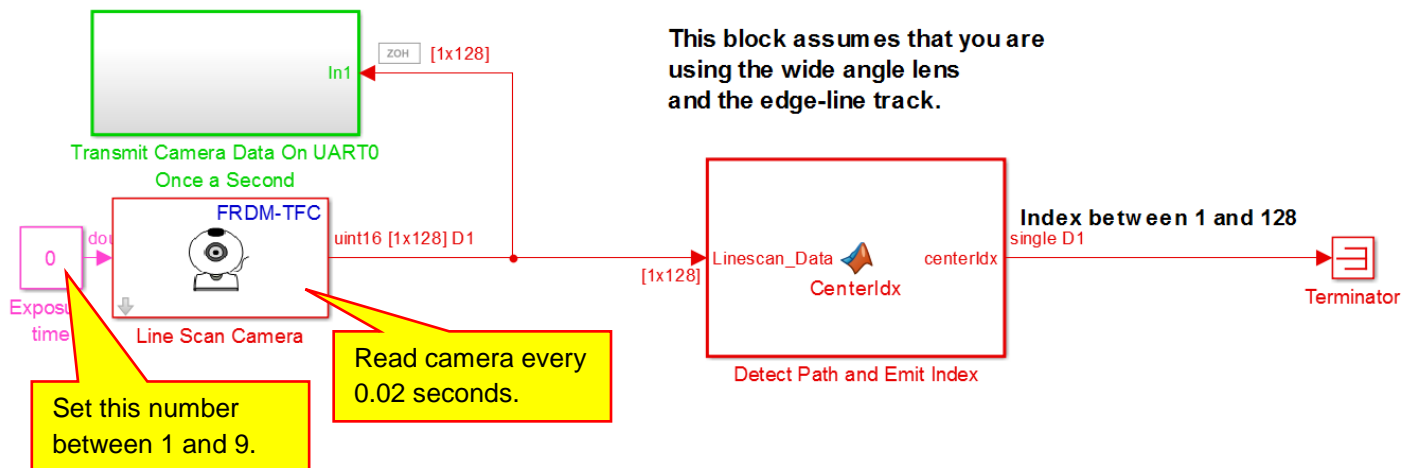 This block assumes that you are
using the wide angle lens
and the edge-line track.
ZOH
[1x128]
In1
Transmit Camera Data On UART0
Once a Second
FRDM-TFC
0
uint16 [1x128] D1
time
Line Scan Camera
[1x128]
Linescan_Data
CenterIdx
centerIdx
Index between 1 and 128
single D1
Terminator
Detect Path and Emit Index
Read camera every
0.02 seconds.
Set this number
between 1 and 9.